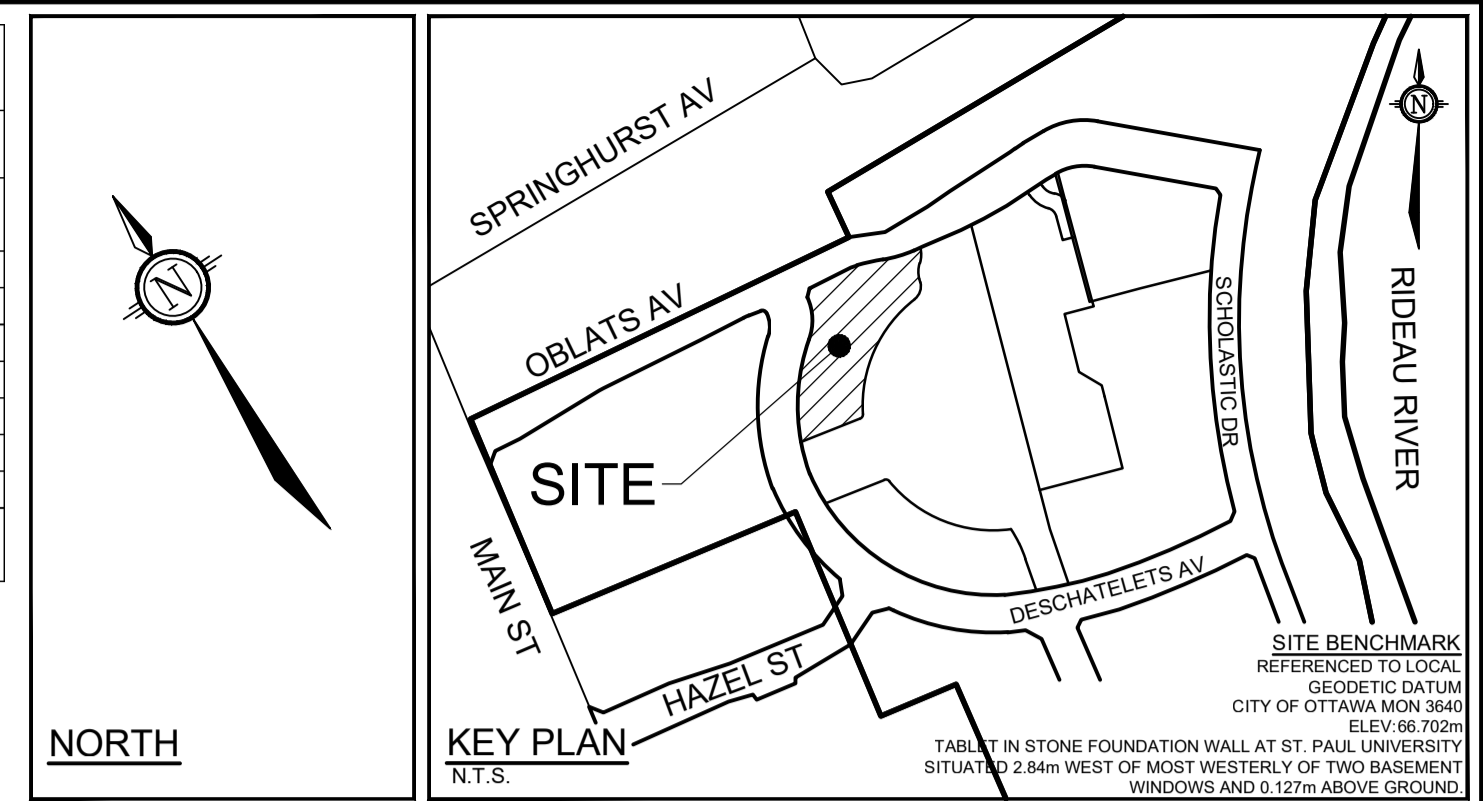 N
NORTH
SPRINGHURST AV
N
OBLATS AV
SCHOLASTIC DR
RIDEAU RIVER
SITE
MAIN ST
DESCHATELETS AV
HAZEL ST
KEY PLAN
N.T.S.
SITE BENCHMARK
REFERENCED TO LOCAL
GEODETIC DATUM
CITY OF OTTAWA MON 3640
ELEV:66.702m
TABLET IN STONE FOUNDATION WALL AT ST. PAUL UNIVERSITY
SITUATED 2.84m WEST OF MOST WESTERLY OF TWO BASEMENT
WINDOWS AND 0.127m ABOVE GROUND.